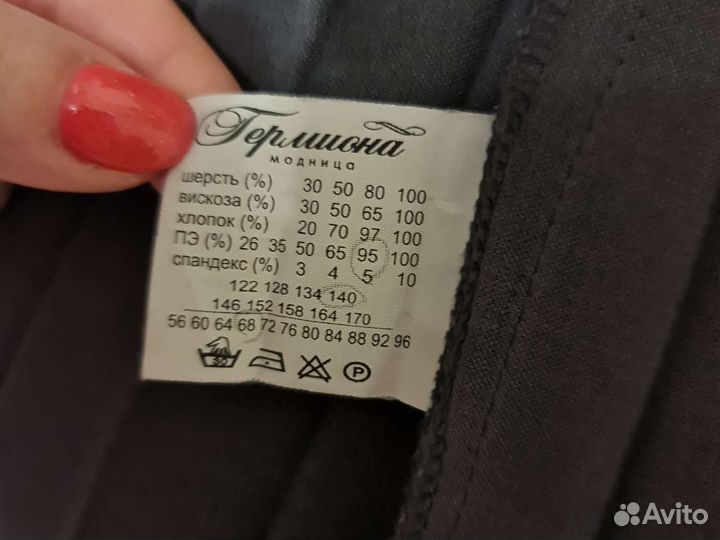 Гермиона
модница
шерсть (%) 30 50 80 100
вискоза (%) 30 50 65 100
хлопок (%) 20 70 97 100
ПЭ (%) 26 35 50 65 95 100
спандекс (%) 3 4 5 10
122 128 134 140
146 152 158 164 170
56 60 64 68 72 76 80 84 88 92 96
30
P
Avito